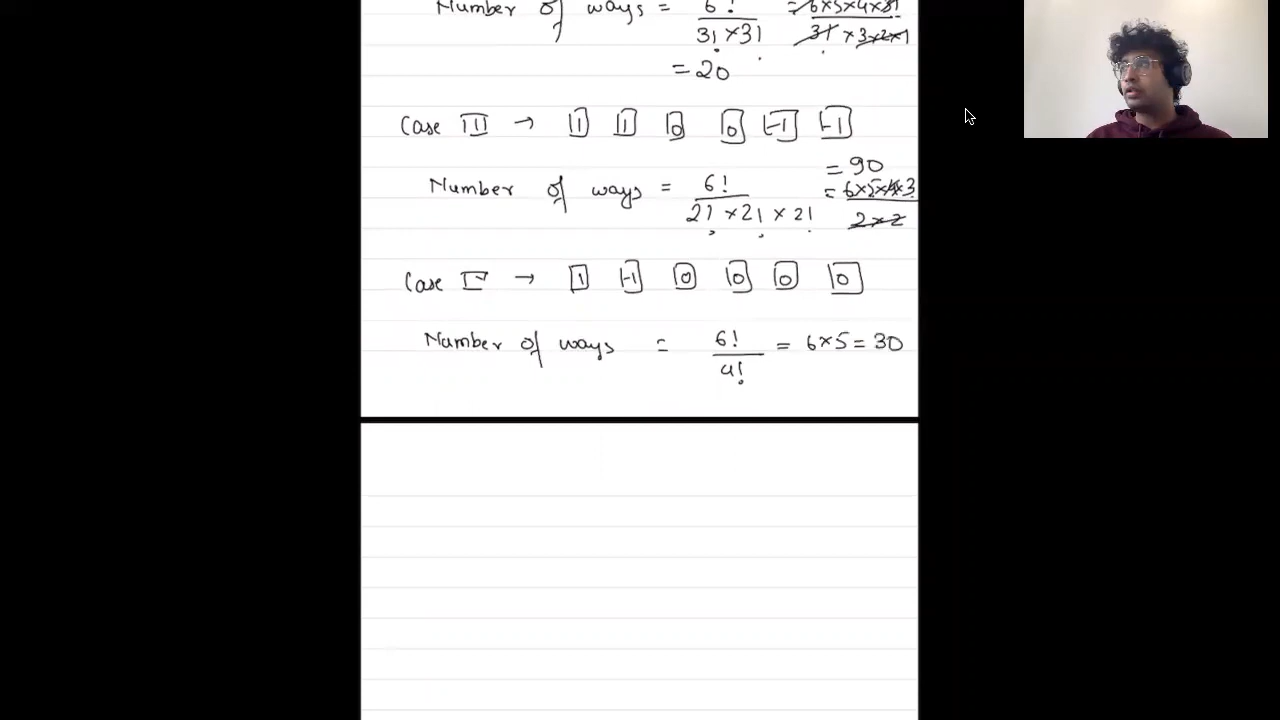 Number of ways = 6! / 3! × 3! = 6×5×4×3! / 3! ×3×2×1
= 20
Case III → 1 1 0 0 -1 -1
= 90
Number of ways = 6! / 2! × 2! × 2! = 6×5×4×3 / 2×2
Case IV → 1 -1 0 0 0 0
Number of ways = 6! / 4! = 6×5 = 30